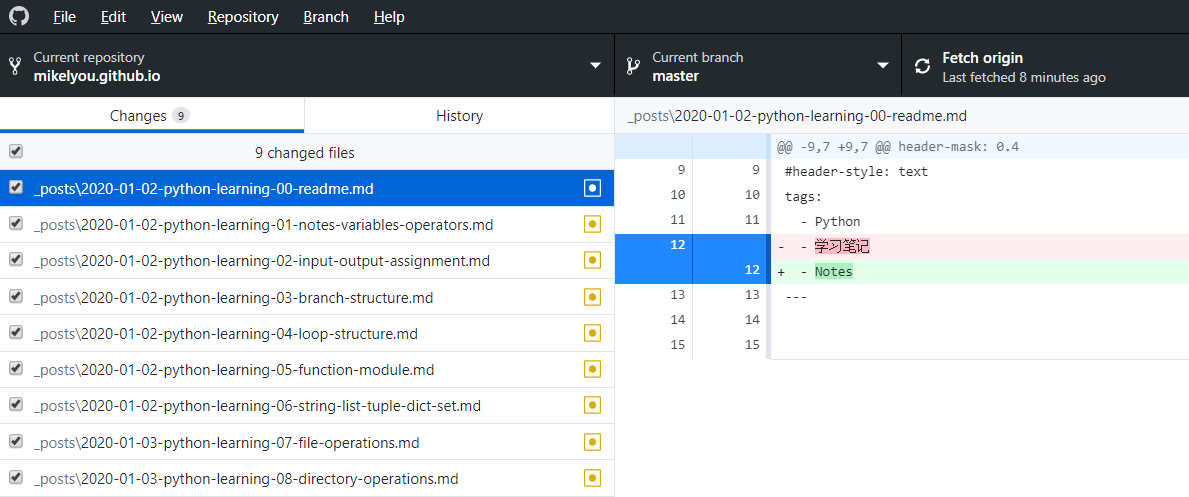 File Edit View Repository Branch Help
Current repository
mikelyou.github.io
Current branch
master
Fetch origin
Last fetched 8 minutes ago
Changes 9
History
9 changed files
_posts\2020-01-02-python-learning-00-readme.md
_posts\2020-01-02-python-learning-01-notes-variables-operators.md
_posts\2020-01-02-python-learning-02-input-output-assignment.md
_posts\2020-01-02-python-learning-03-branch-structure.md
_posts\2020-01-02-python-learning-04-loop-structure.md
_posts\2020-01-02-python-learning-05-function-module.md
_posts\2020-01-02-python-learning-06-string-list-tuple-dict-set.md
_posts\2020-01-03-python-learning-07-file-operations.md
_posts\2020-01-03-python-learning-08-directory-operations.md
_posts\2020-01-02-python-learning-00-readme.md
@@ -9,7 +9,7 @@ header-mask: 0.4
9 9 #header-style: text
10 10 tags:
11 11 - Python
12 - - 学习笔记
12 + - Notes
13 13 ---
14 14
15 15